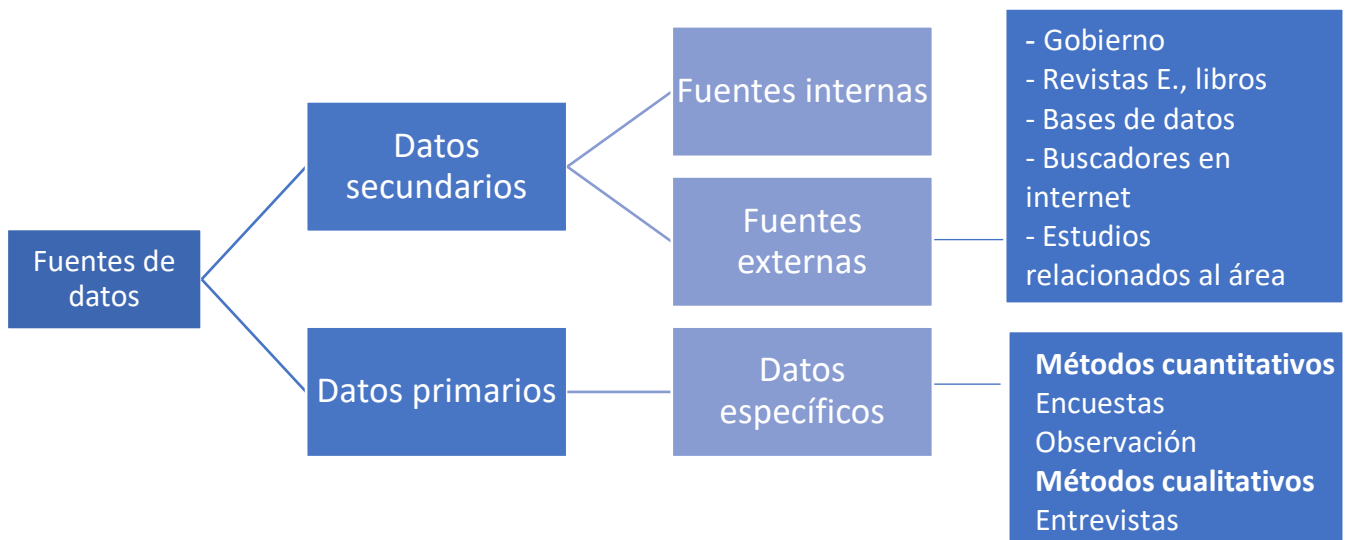 Fuentes de
datos
Datos
secundarios
Datos primarios
Fuentes internas
Fuentes
externas
Datos
específicos
- Gobierno
- Revistas E., libros
- Bases de datos
- Buscadores en
internet
- Estudios
relacionados al área
Métodos cuantitativos
Encuestas
Observación
Métodos cualitativos
Entrevistas